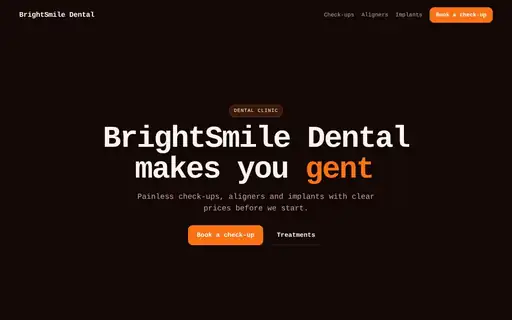 BrightSmile Dental
Check-ups Aligners Implants Book a check-up
DENTAL CLINIC
BrightSmile Dental
makes you gent
Painless check-ups, aligners and implants with clear
prices before we start.
Book a check-up Treatments